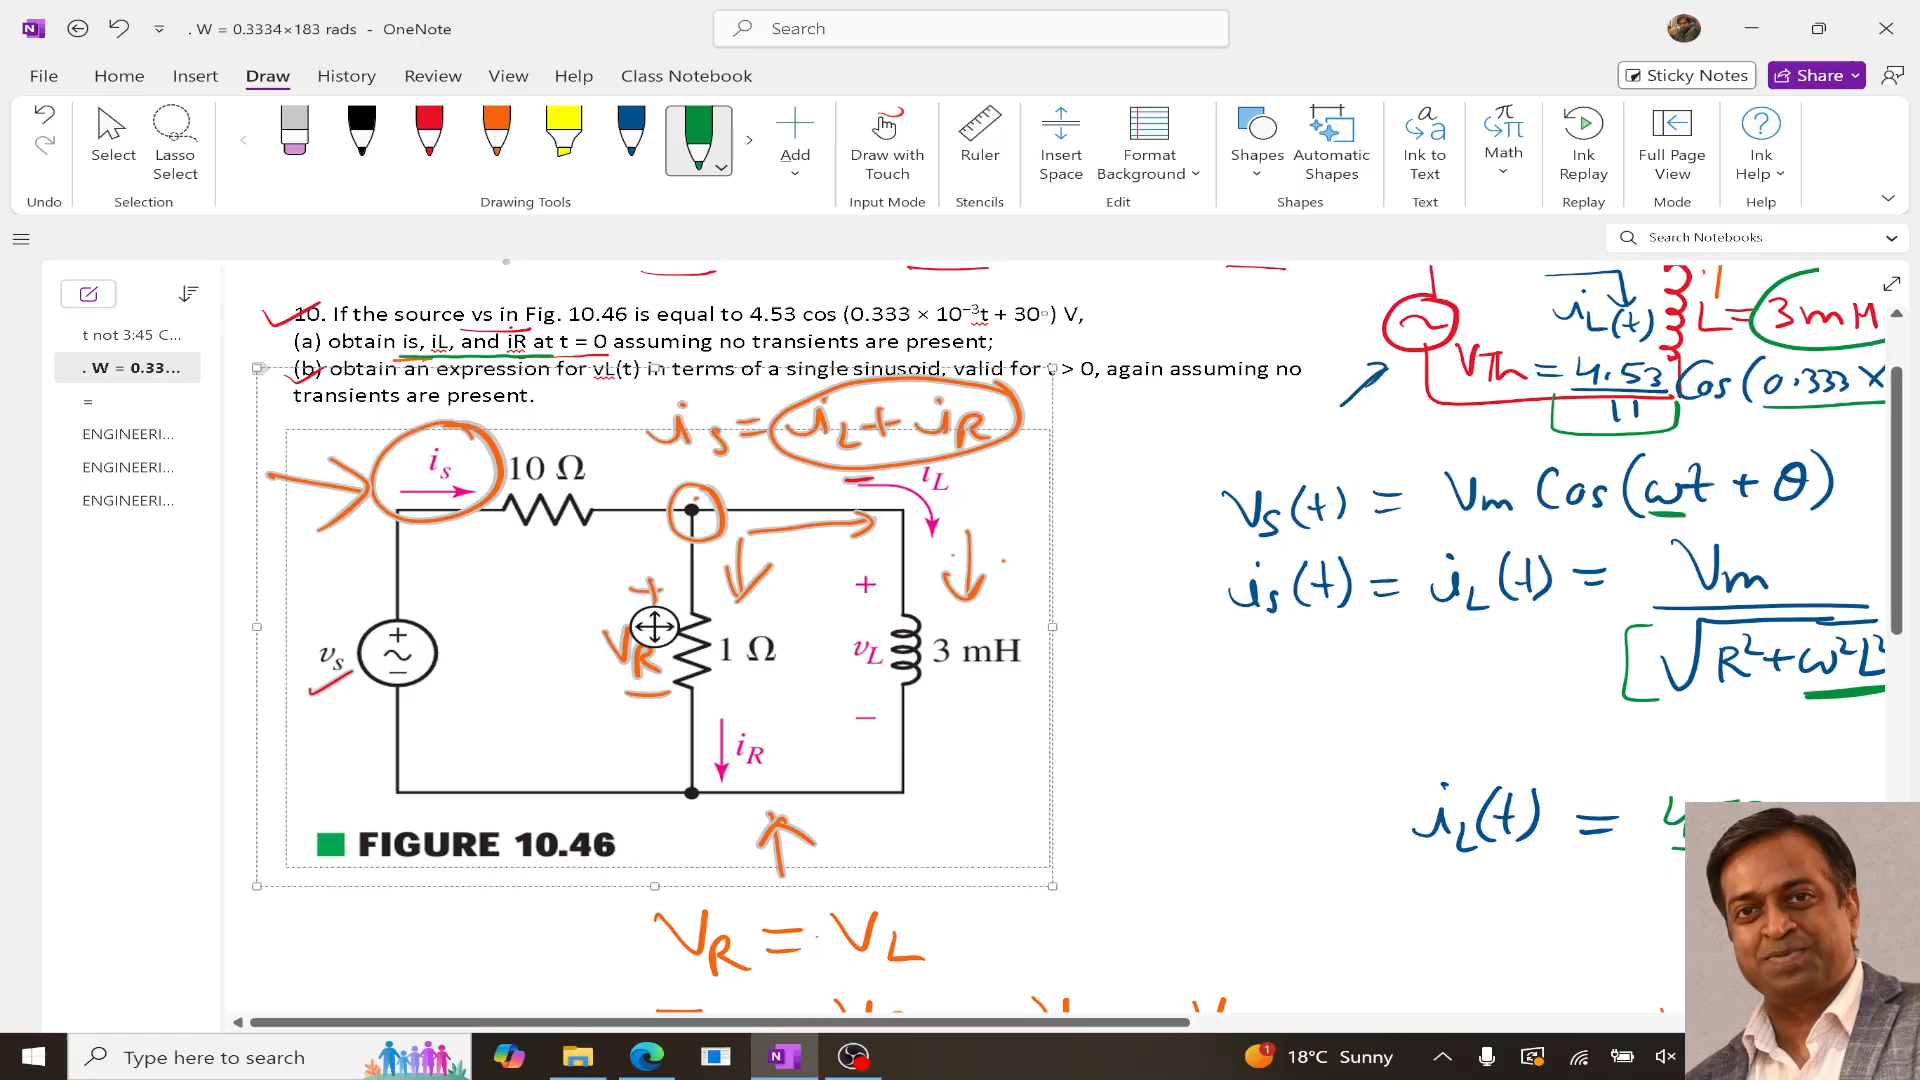 . W = 0.3334×183 rads - OneNote
Search
File Home Insert Draw History Review View Help Class Notebook
Sticky Notes Share
Select Lasso Select
Add
Draw with Touch
Ruler
Insert Space
Format Background
Shapes
Automatic Shapes
Ink to Text
Math
Ink Replay
Full Page View
Ink Help
Undo Selection Drawing Tools Input Mode Stencils Edit Shapes Text Replay Mode Help
Search Notebooks
t not 3:45 C...
. W = 0.33...
=
ENGINEERI...
ENGINEERI...
ENGINEERI...
10. If the source vs in Fig. 10.46 is equal to 4.53 cos (0.333 × 10−3t + 30◦) V,
(a) obtain is, iL, and iR at t = 0 assuming no transients are present;
(b) obtain an expression for vL(t) in terms of a single sinusoid, valid for t > 0, again assuming no
transients are present.
is = iL + iR
is
10 Ω
iL
+
VR
1 Ω
+
vL
−
3 mH
vs
+
−
iR
FIGURE 10.46
VR = VL
iL(t)
L = 3mH
VTh = 4.53/11 Cos(0.333×
vs(t) = Vm Cos(ωt + θ)
is(t) = iL(t) = Vm
√R²+ω²L²
iL(t) =
Type here to search
1
18°C Sunny